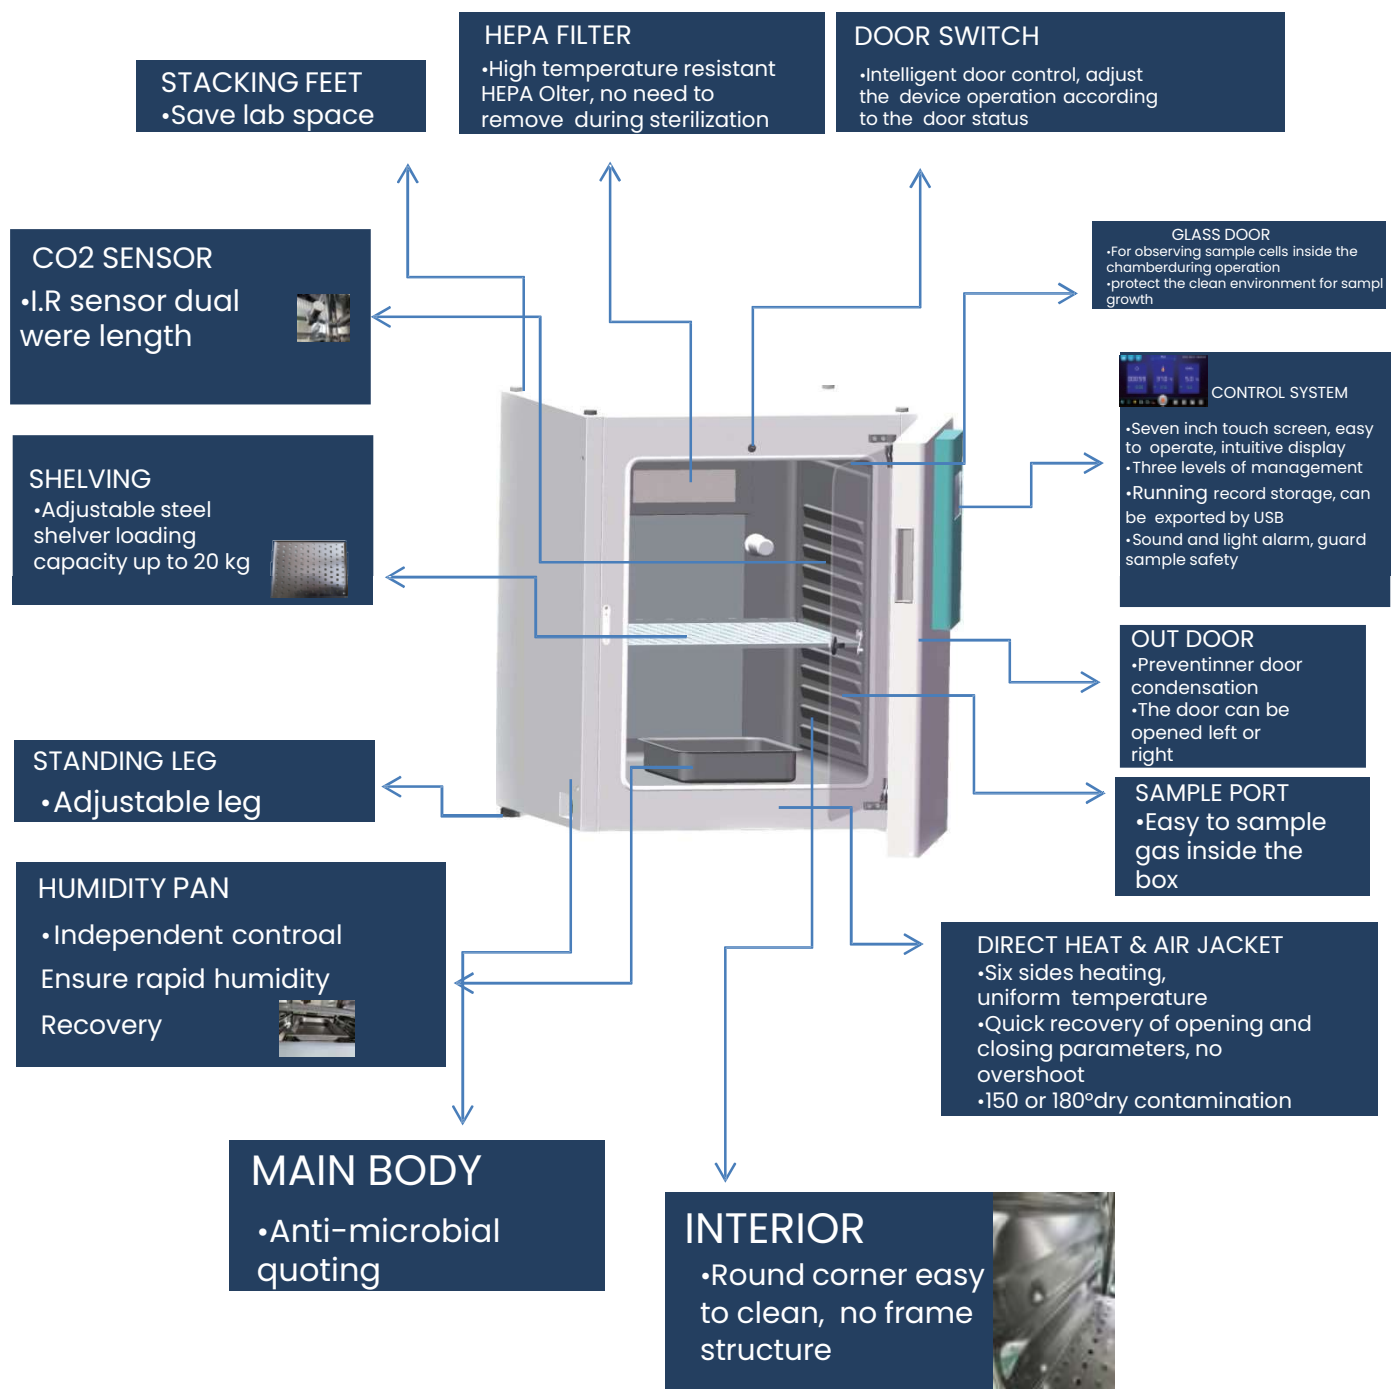 HEPA FILTER
•High temperature resistant
HEPA Olter, no need to
remove during sterilization
DOOR SWITCH
•Intelligent door control, adjust
the device operation according
to the door status
STACKING FEET
•Save lab space
CO2 SENSOR
•I.R sensor dual
were length
GLASS DOOR
•For observing sample cells inside the
chamberduring operation
•protect the clean environment for sampl
growth
CONTROL SYSTEM
•Seven inch touch screen, easy
to operate, intuitive display
•Three levels of management
•Running record storage, can
be exported by USB
•Sound and light alarm, guard
sample safety
SHELVING
•Adjustable steel
shelver loading
capacity up to 20 kg
OUT DOOR
•Preventinner door
condensation
•The door can be
opened left or
right
STANDING LEG
•Adjustable leg
SAMPLE PORT
•Easy to sample
gas inside the
box
HUMIDITY PAN
•Independent controal
Ensure rapid humidity
Recovery
DIRECT HEAT & AIR JACKET
•Six sides heating,
uniform temperature
•Quick recovery of opening and
closing parameters, no
overshoot
•150 or 180°dry contamination
MAIN BODY
•Anti-microbial
quoting
INTERIOR
•Round corner easy
to clean, no frame
structure